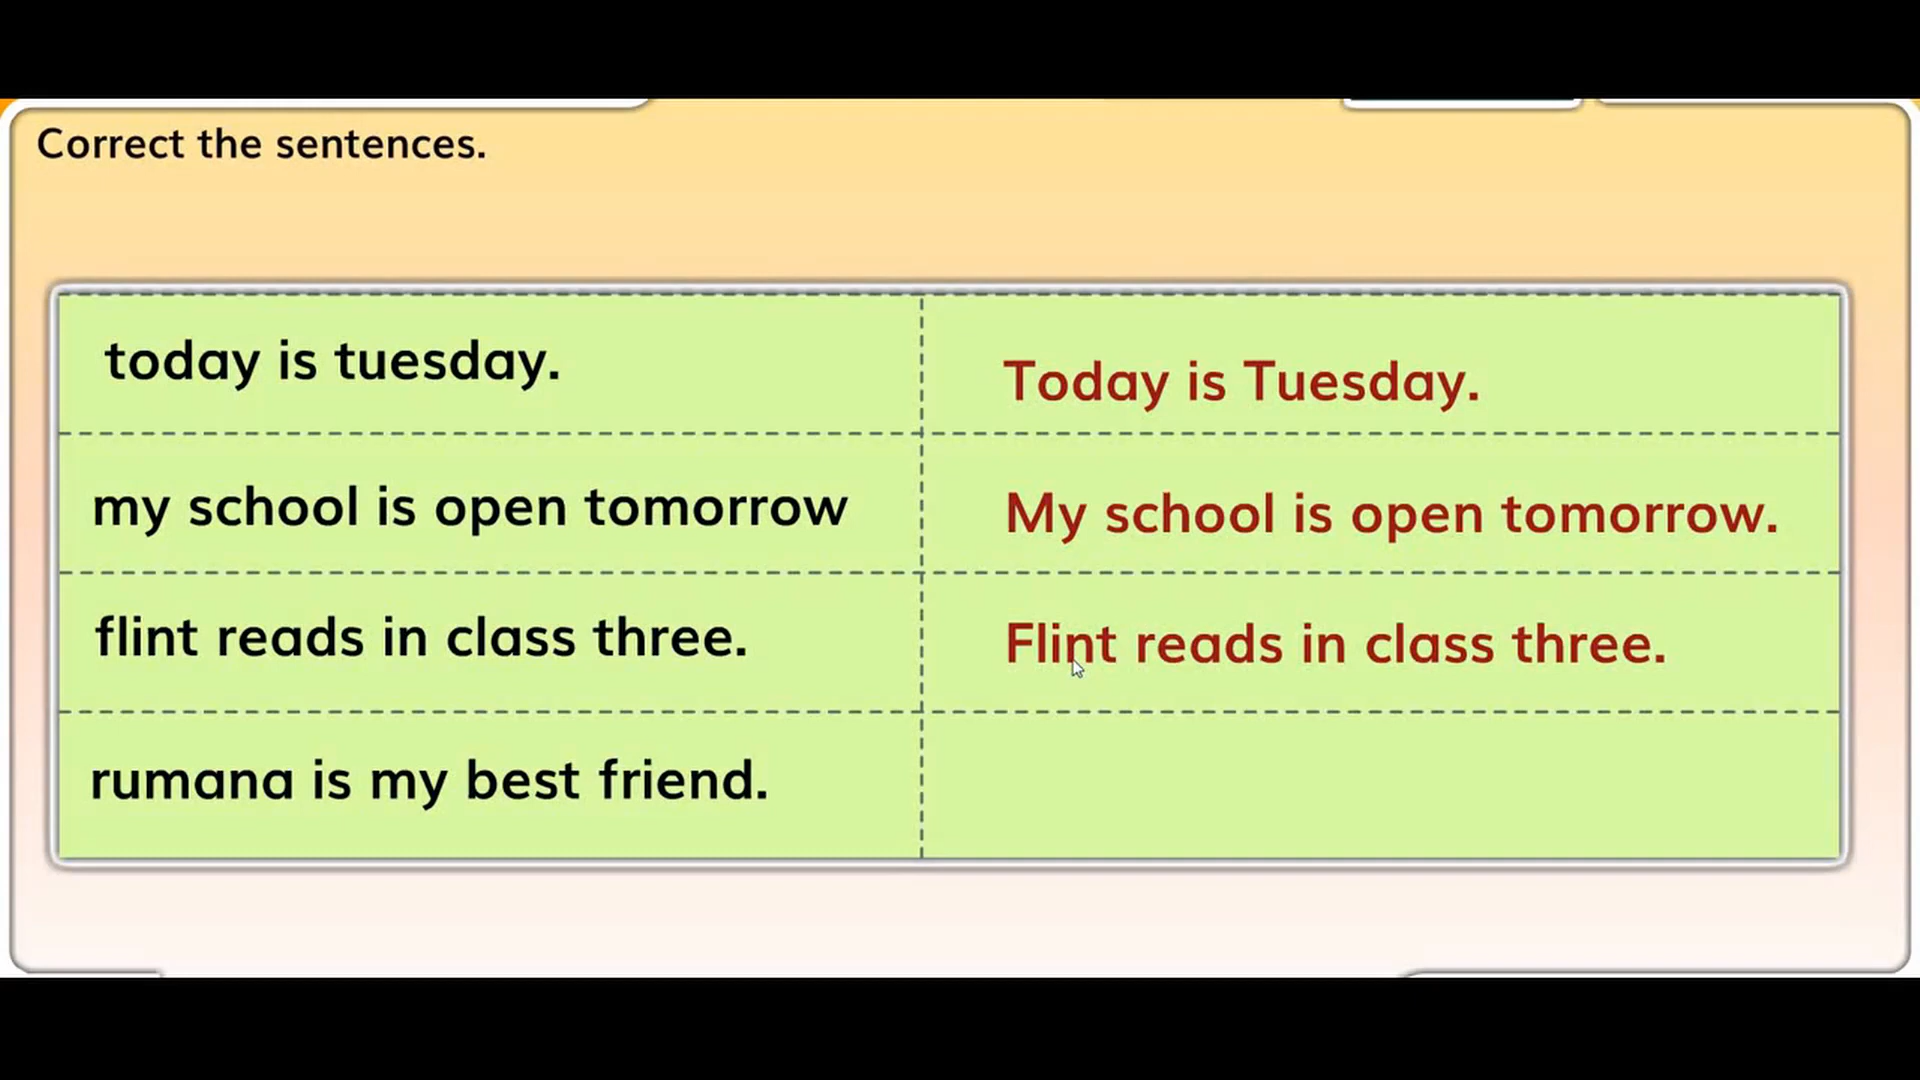 Correct the sentences.
today is tuesday.
Today is Tuesday.
my school is open tomorrow
My school is open tomorrow.
flint reads in class three.
Flint reads in class three.
rumana is my best friend.